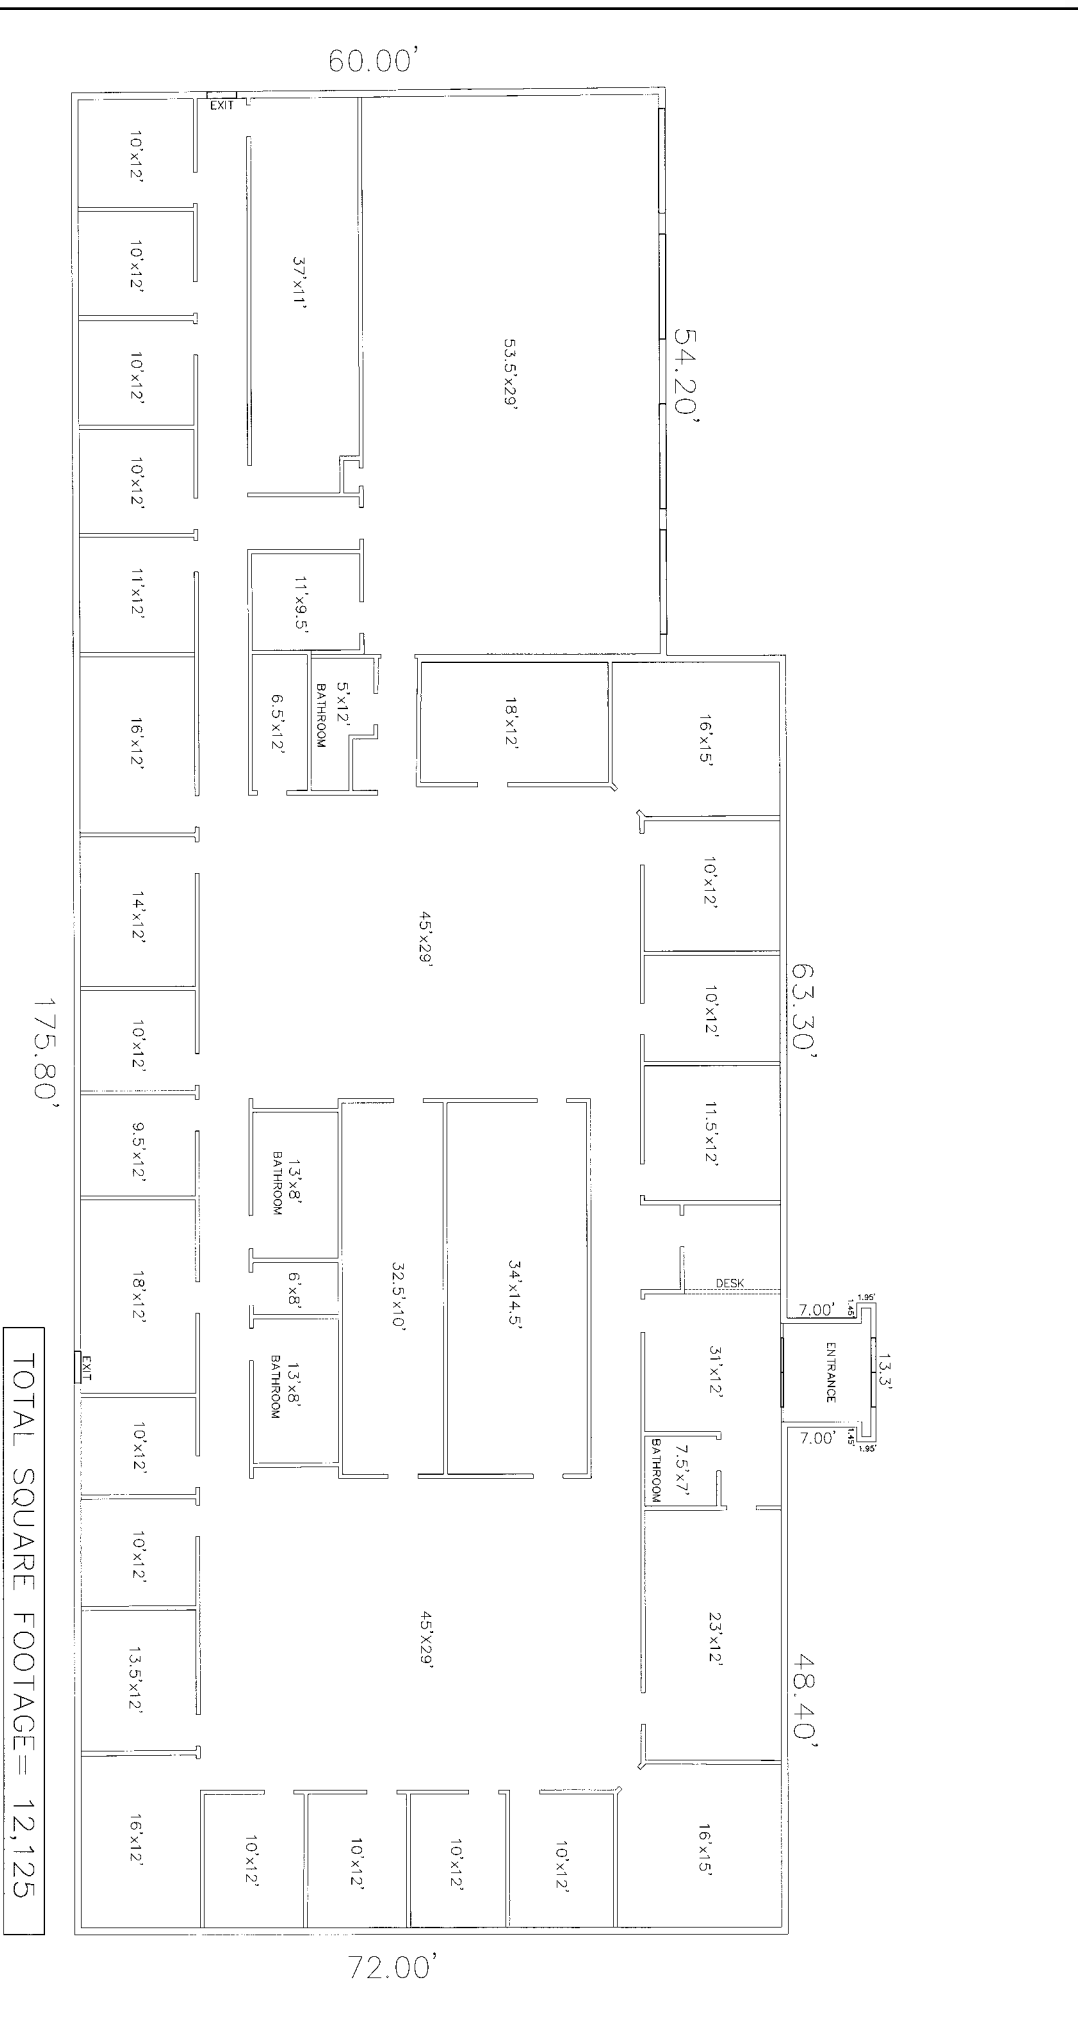 60.00'
EXIT
10'x12'
10'x12'
10'x12'
10'x12'
11'x12'
16'x12'
14'x12'
10'x12'
9.5'x12'
18'x12'
EXIT
10'x12'
10'x12'
13.5'x12'
16'x12'
37'x11'
53.5'x29'
54.20'
11'x9.5'
6.5'x12'
5'x12'
BATHROOM
18'x12'
16'x15'
10'x12'
10'x12'
11.5'x12'
63.30'
45'x29'
175.80'
13'x8'
BATHROOM
6'x8'
13'x8'
BATHROOM
32.5'x10'
34'x14.5'
DESK
31'x12'
7.00'
1.45'
1.95'
ENTRANCE
13.3'
7.00'
1.45'
1.95'
7.5'x7'
BATHROOM
23'x12'
48.40'
45'x29'
10'x12'
10'x12'
10'x12'
10'x12'
16'x15'
72.00'
TOTAL SQUARE FOOTAGE= 12,125